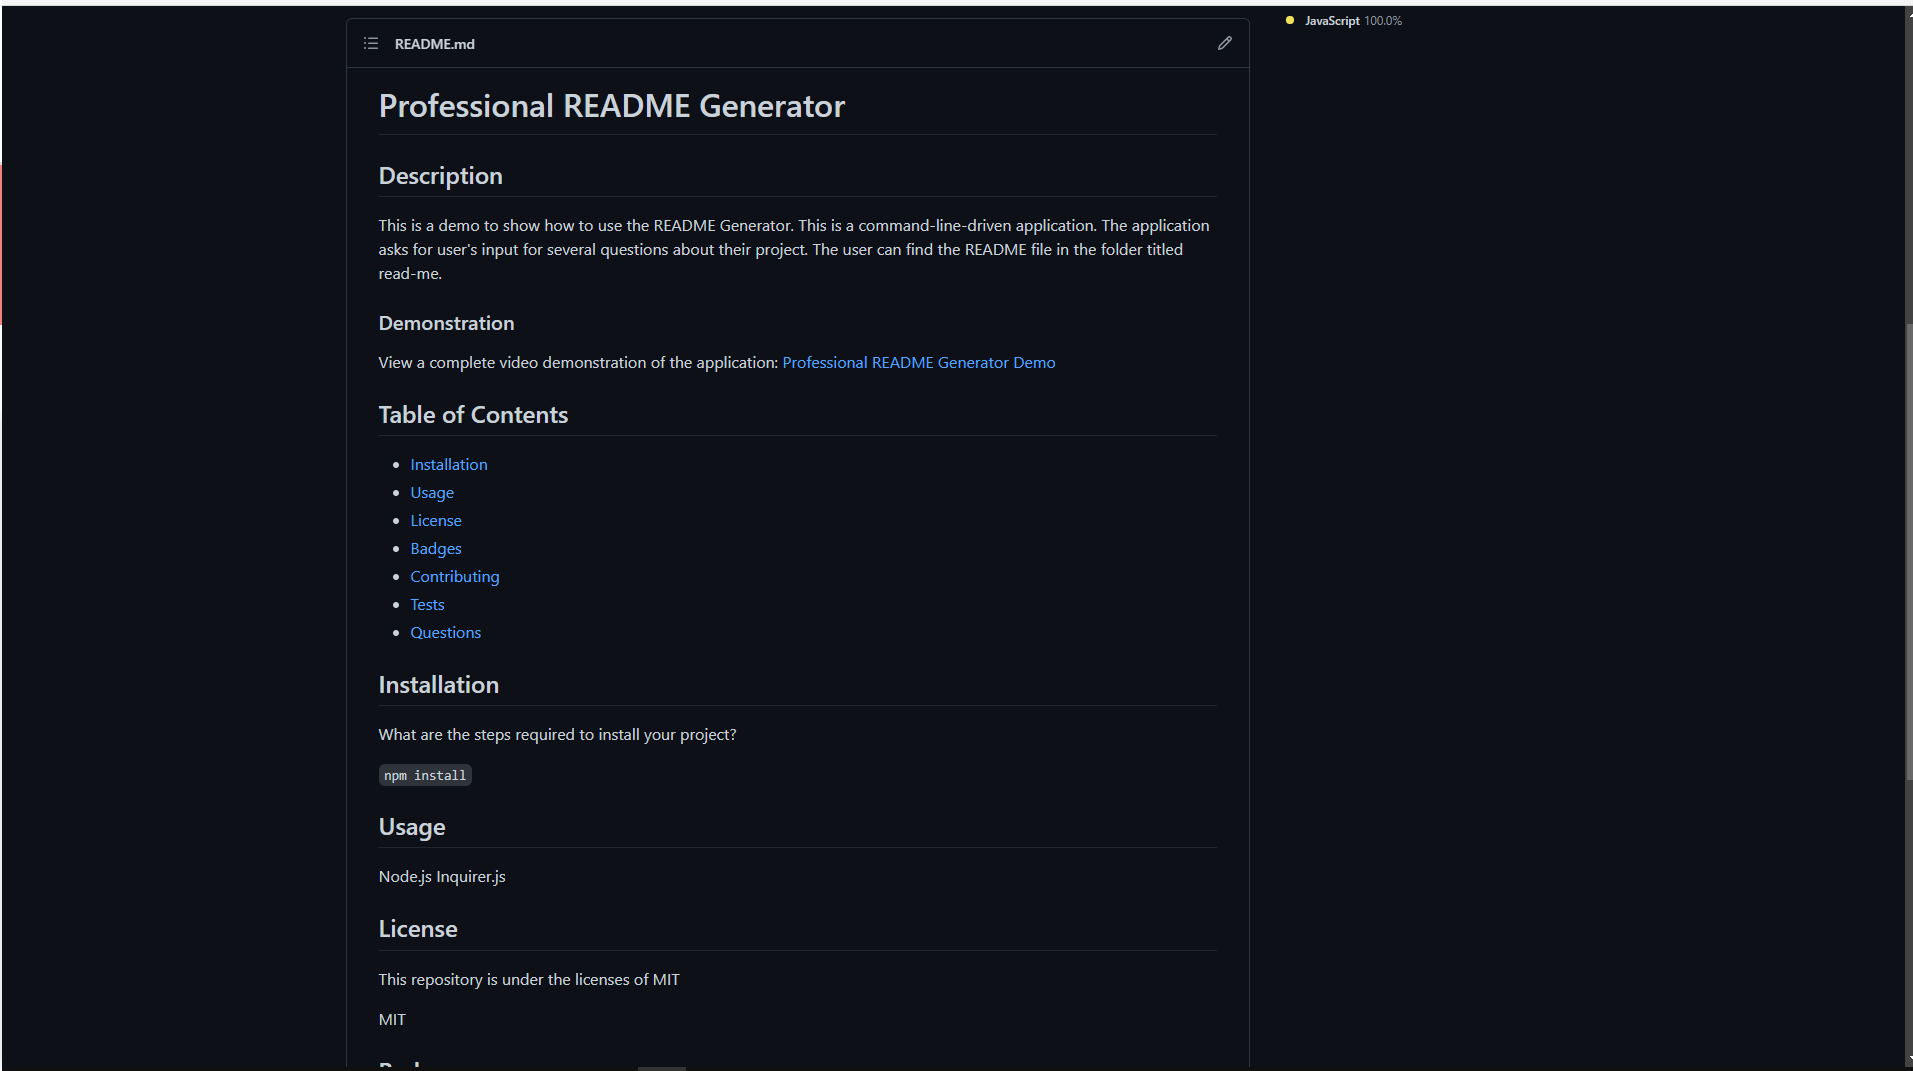 README.md
JavaScript 100.0%
Professional README Generator
Description
This is a demo to show how to use the README Generator. This is a command-line-driven application. The application
asks for user's input for several questions about their project. The user can find the README file in the folder titled
read-me.
Demonstration
View a complete video demonstration of the application: Professional README Generator Demo
Table of Contents
Installation
Usage
License
Badges
Contributing
Tests
Questions
Installation
What are the steps required to install your project?
npm install
Usage
Node.js Inquirer.js
License
This repository is under the licenses of MIT
MIT